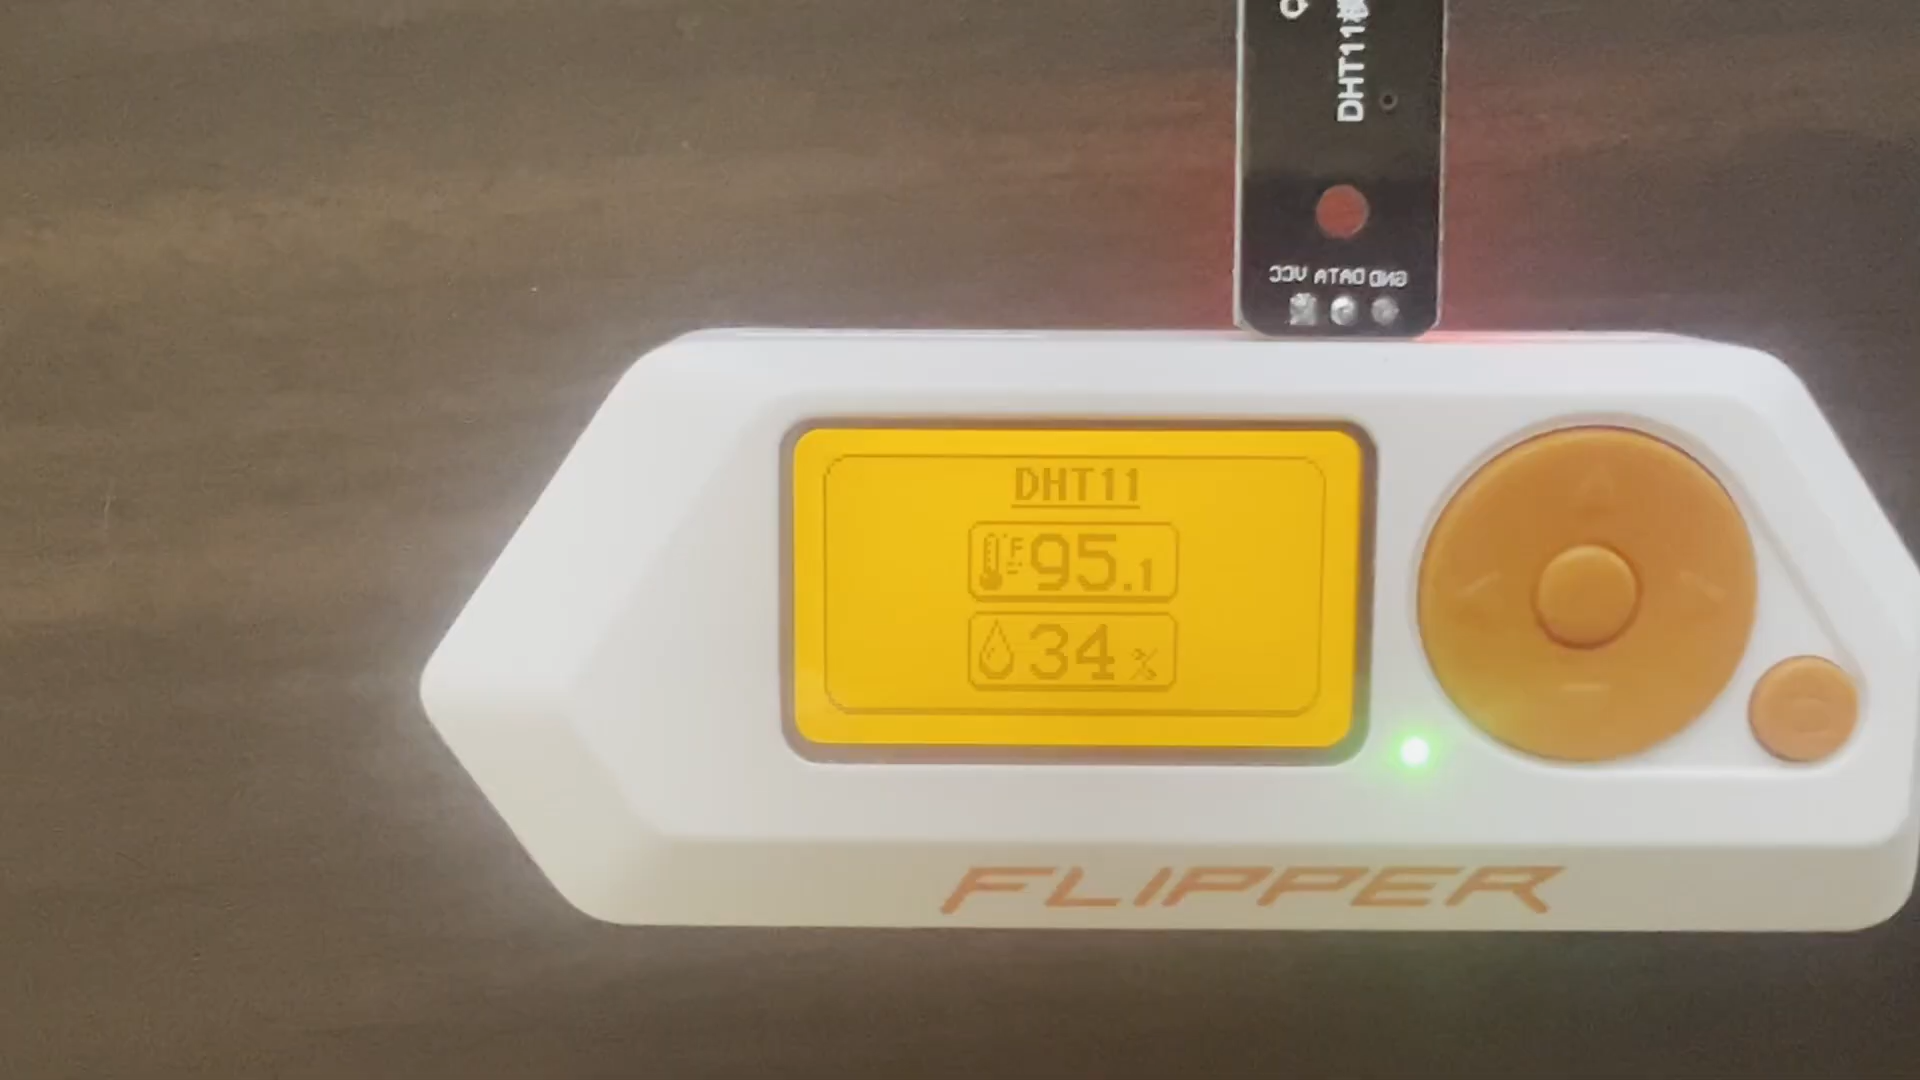 DHT11
VCC DATA GND
DHT11
°F 95.1
34 %
FLIPPER